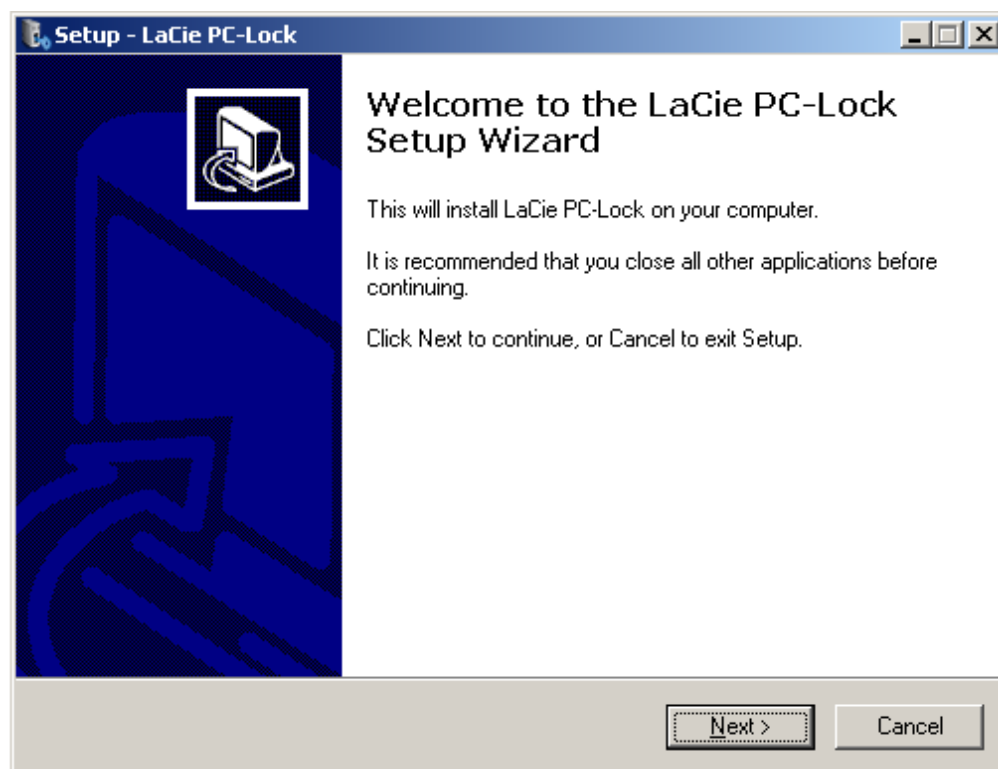 Setup - LaCie PC-Lock
Welcome to the LaCie PC-Lock
Setup Wizard
This will install LaCie PC-Lock on your computer.
It is recommended that you close all other applications before
continuing.
Click Next to continue, or Cancel to exit Setup.
Next >
Cancel